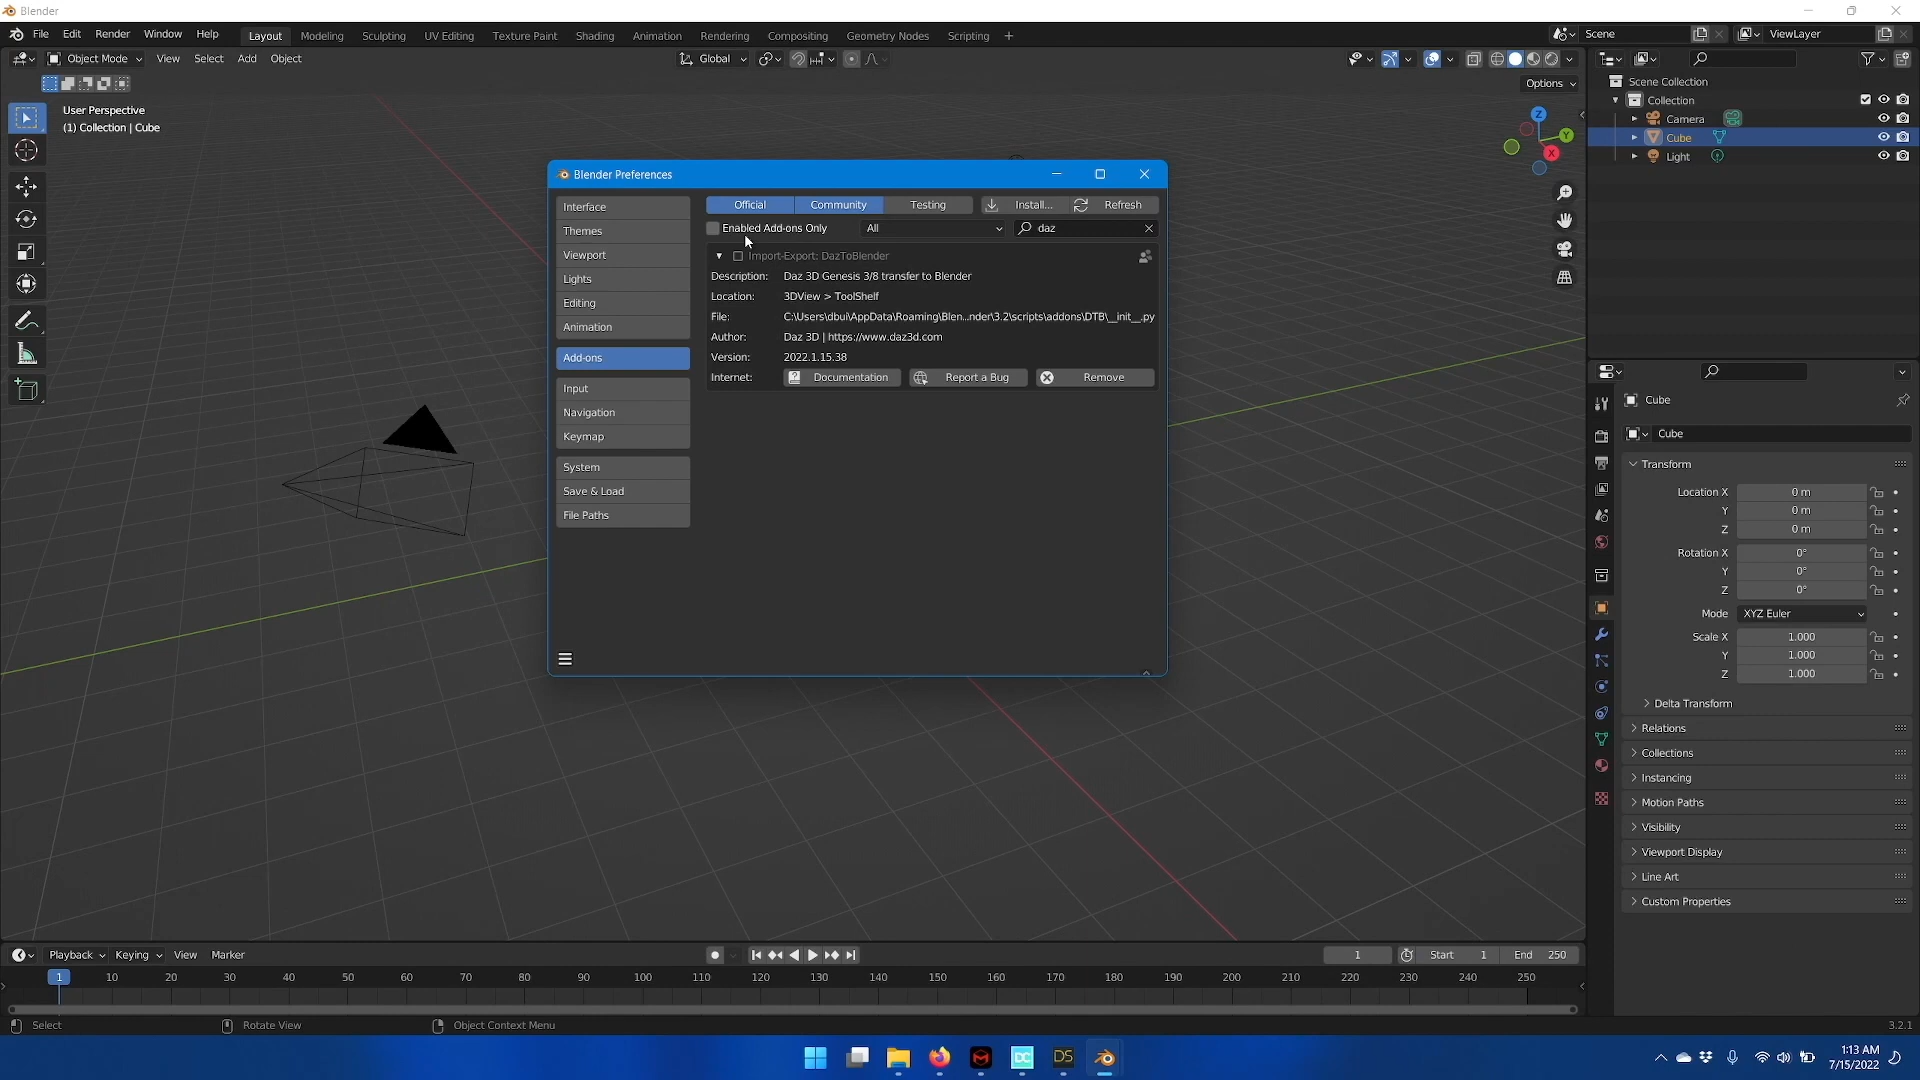 Blender
File Edit Render Window Help Layout Modeling Sculpting UV Editing Texture Paint Shading Animation Rendering Compositing Geometry Nodes Scripting + Scene ViewLayer
Object Mode View Select Add Object Global
Options
User Perspective
(1) Collection | Cube
Z
Y
X
Scene Collection
Collection
Camera
Cube
Light
Blender Preferences
Interface
Themes
Viewport
Lights
Editing
Animation
Add-ons
Input
Navigation
Keymap
System
Save & Load
File Paths
Official Community Testing Install... Refresh
Enabled Add-ons Only All daz
Import-Export: DazToBlender
Description: Daz 3D Genesis 3/8 transfer to Blender
Location: 3DView > ToolShelf
File: C:\Users\dbui\AppData\Roaming\Blen...nder\3.2\scripts\addons\DTB\__init__.py
Author: Daz 3D | https://www.daz3d.com
Version: 2022.1.15.38
Internet: Documentation Report a Bug Remove
Cube
Cube
Transform
Location X 0 m
Y 0 m
Z 0 m
Rotation X 0°
Y 0°
Z 0°
Mode XYZ Euler
Scale X 1.000
Y 1.000
Z 1.000
Delta Transform
Relations
Collections
Instancing
Motion Paths
Visibility
Viewport Display
Line Art
Custom Properties
Playback Keying View Marker 1 Start 1 End 250
1 10 20 30 40 50 60 70 80 90 100 110 120 130 140 150 160 170 180 190 200 210 220 230 240 250
Select Rotate View Object Context Menu 3.2.1
DC DS
1:13 AM
7/15/2022